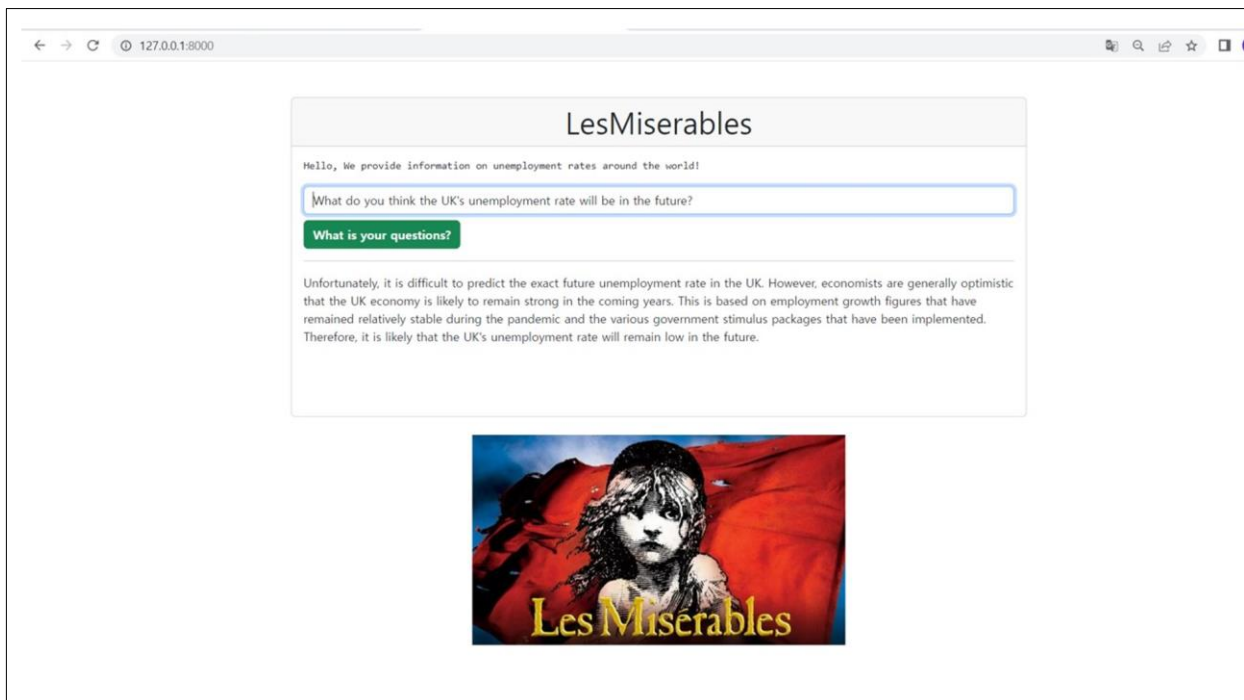 127.0.0.1:8000
LesMiserables
Hello, We provide information on unemployment rates around the world!
What do you think the UK's unemployment rate will be in the future?
What is your questions?
Unfortunately, it is difficult to predict the exact future unemployment rate in the UK. However, economists are generally optimistic
that the UK economy is likely to remain strong in the coming years. This is based on employment growth figures that have
remained relatively stable during the pandemic and the various government stimulus packages that have been implemented.
Therefore, it is likely that the UK's unemployment rate will remain low in the future.
Les Misérables